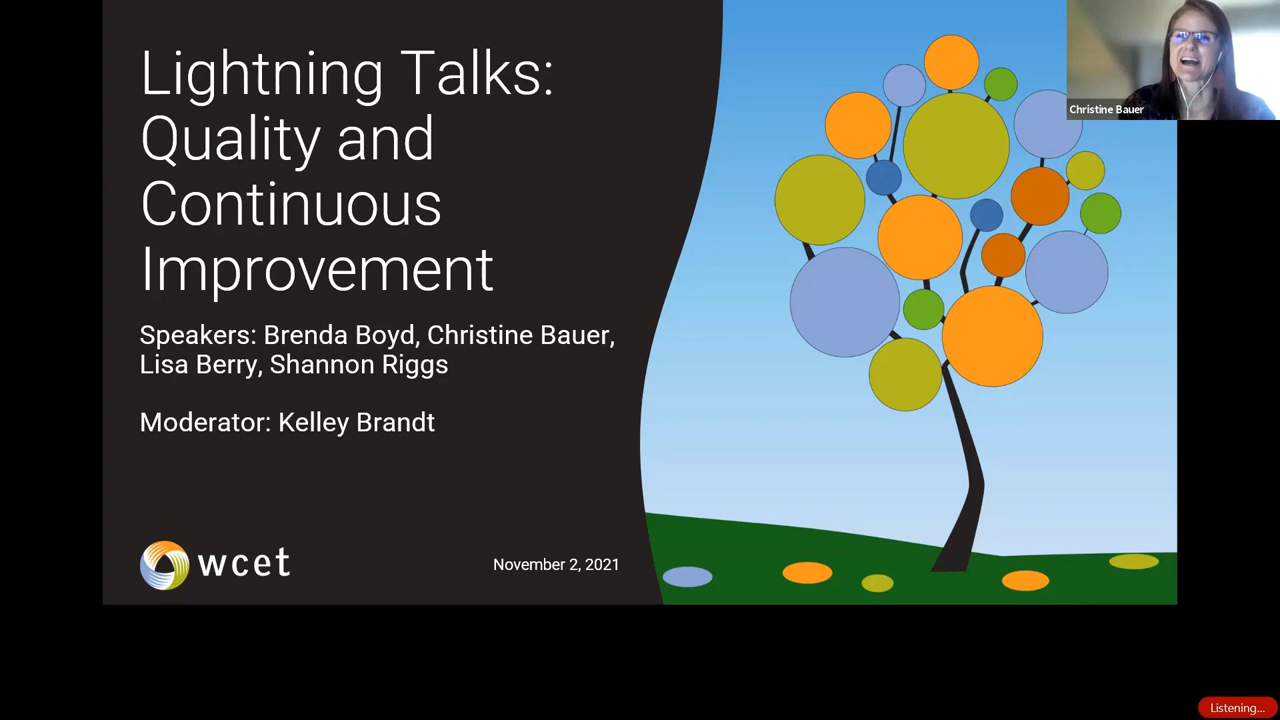 Lightning Talks:
Quality and
Continuous
Improvement
Speakers: Brenda Boyd, Christine Bauer,
Lisa Berry, Shannon Riggs
Moderator: Kelley Brandt
wcet
November 2, 2021
Christine Bauer
Listening...